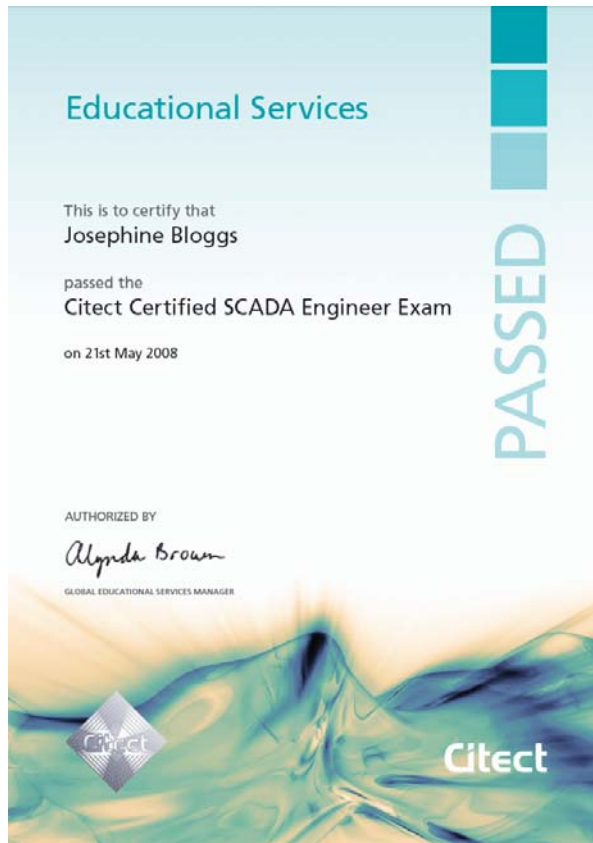 Educational Services
This is to certify that
Josephine Bloggs
passed the
Citect Certified SCADA Engineer Exam
on 21st May 2008
PASSED
AUTHORIZED BY
Alynda Brown
GLOBAL EDUCATIONAL SERVICES MANAGER
Citect
Citect